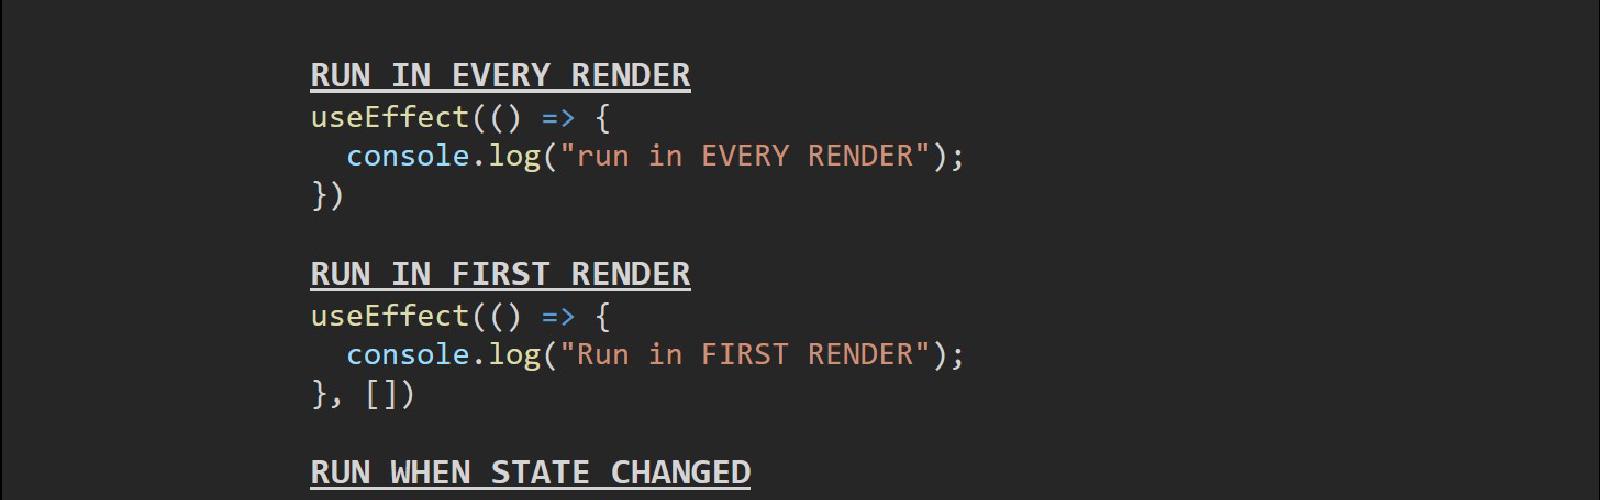 RUN IN EVERY RENDER
useEffect(() => {
  console.log("run in EVERY RENDER");
})
RUN IN FIRST RENDER
useEffect(() => {
  console.log("Run in FIRST RENDER");
}, [])
RUN WHEN STATE CHANGED